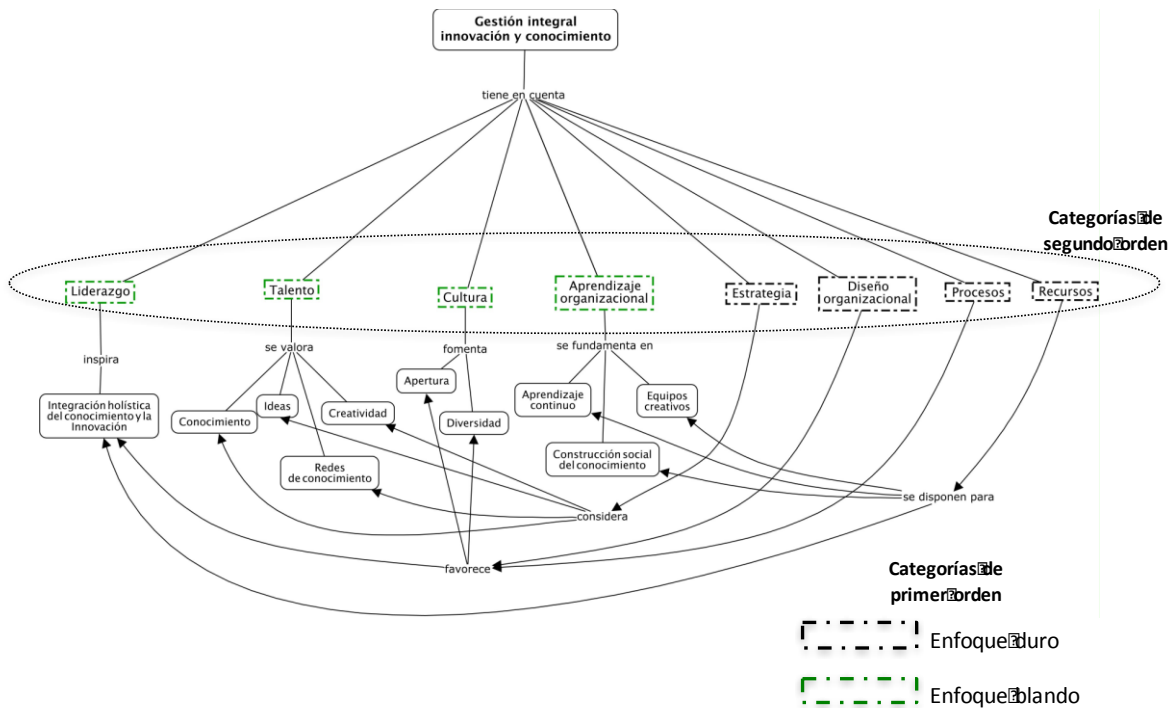 Gestión integral
innovación y conocimiento
tiene en cuenta
Categorías de
segundo orden
Liderazgo
Talento
Cultura
Aprendizaje
organizacional
Estrategia
Diseño
organizacional
Procesos
Recursos
inspira
se valora
fomenta
se fundamenta en
Integración holística
del conocimiento y la
Innovación
Conocimiento
Ideas
Creatividad
Redes
de conocimiento
Apertura
Diversidad
Aprendizaje
continuo
Equipos
creativos
Construcción social
del conocimiento
se disponen para
considera
favorece
Categorías de
primer orden
Enfoque duro
Enfoque blando